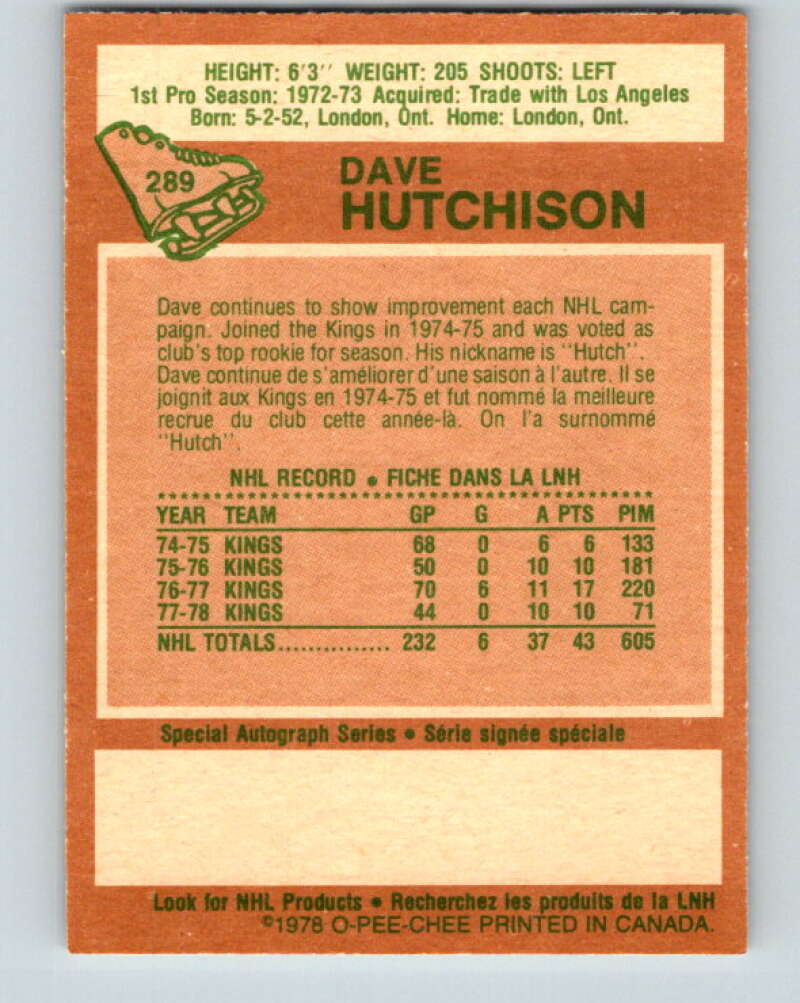 HEIGHT: 6'3'' WEIGHT: 205 SHOOTS: LEFT
1st Pro Season: 1972-73 Acquired: Trade with Los Angeles
Born: 5-2-52, London, Ont. Home: London, Ont.
289
DAVE
HUTCHISON
Dave continues to show improvement each NHL cam-
paign. Joined the Kings in 1974-75 and was voted as
club's top rookie for season. His nickname is ''Hutch''.
Dave continue de s'améliorer d'une saison à l'autre. Il se
joignit aux Kings en 1974-75 et fut nommé la meilleure
recrue du club cette année-là. On l'a surnommé
''Hutch''.
NHL RECORD • FICHE DANS LA LNH
YEAR TEAM GP G A PTS PIM
74-75 KINGS 68 0 6 6 133
75-76 KINGS 50 0 10 10 181
76-77 KINGS 70 6 11 17 220
77-78 KINGS 44 0 10 10 71
NHL TOTALS............... 232 6 37 43 605
Special Autograph Series • Série signée spéciale
Look for NHL Products • Recherchez les produits de la LNH
©1978 O-PEE-CHEE PRINTED IN CANADA.